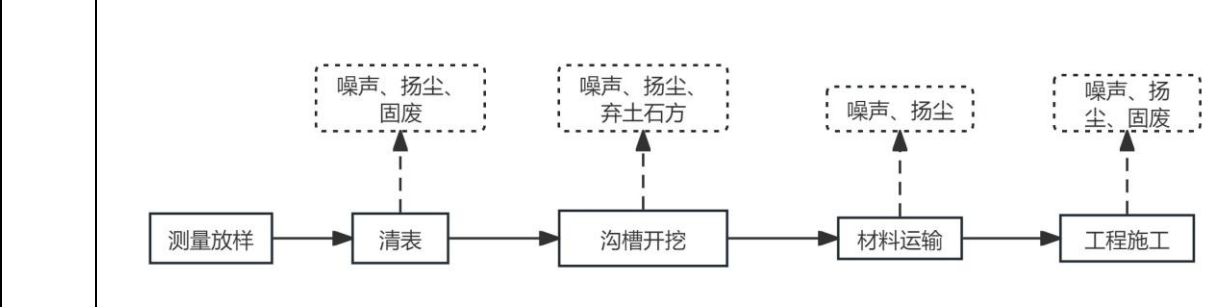 噪声、扬尘、
固废
噪声、扬尘、
弃土石方
噪声、扬尘
噪声、扬
尘、固废
测量放样
清表
沟槽开挖
材料运输
工程施工